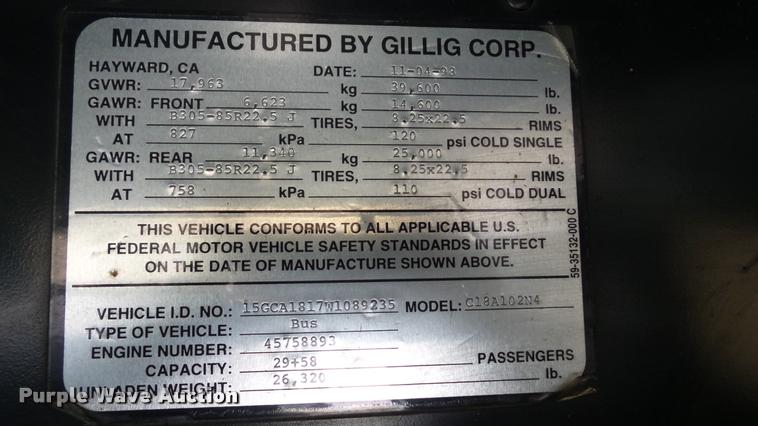 MANUFACTURED BY GILLIG CORP.
HAYWARD, CA DATE: 11-04-98
GVWR: 17,963 kg 39,600 lb.
GAWR: FRONT 6,623 kg 14,600 lb.
WITH B305-85R22.5 J TIRES, 8.25x22.5 RIMS
AT 827 kPa 120 psi COLD SINGLE
GAWR: REAR 11,340 kg 25,000 lb.
WITH B305-85R22.5 J TIRES, 8.25x22.5 RIMS
AT 758 kPa 110 psi COLD DUAL
THIS VEHICLE CONFORMS TO ALL APPLICABLE U.S.
FEDERAL MOTOR VEHICLE SAFETY STANDARDS IN EFFECT
ON THE DATE OF MANUFACTURE SHOWN ABOVE.
59-35132-000 C
VEHICLE I.D. NO.: 15GCA1817W1089235 MODEL: C18A102N4
TYPE OF VEHICLE: Bus
ENGINE NUMBER: 45758893
CAPACITY: 29+58 PASSENGERS
UNLADEN WEIGHT: 26,320 lb.
Purple Wave Auction